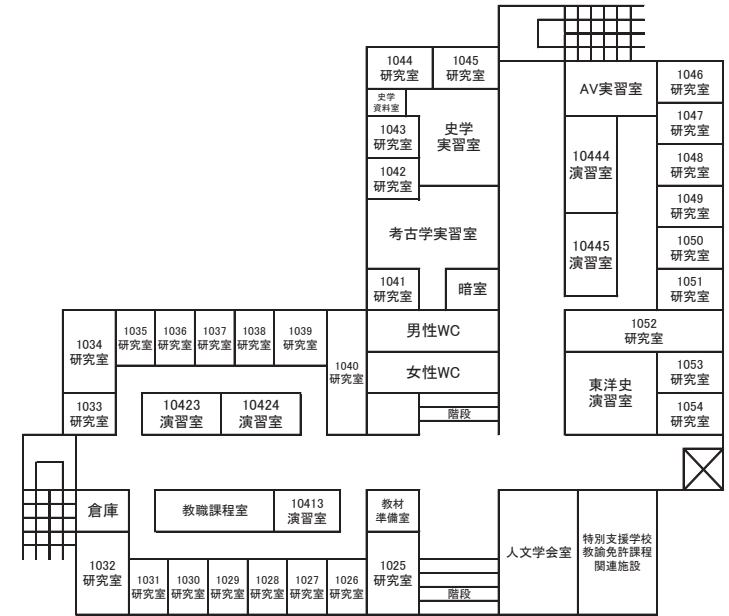 1044
研究室
1045
研究室
史学
資料室
1043
研究室
史学
実習室
1042
研究室
考古学実習室
1041
研究室
暗室
男性WC
女性WC
階段
AV実習室
1046
研究室
1047
研究室
10444
演習室
1048
研究室
1049
研究室
10445
演習室
1050
研究室
1051
研究室
1052
研究室
東洋史
演習室
1053
研究室
1054
研究室
1034
研究室
1035
研究室
1036
研究室
1037
研究室
1038
研究室
1039
研究室
1040
研究室
1033
研究室
10423
演習室
10424
演習室
倉庫
教職課程室
10413
演習室
教材
準備室
1032
研究室
1031
研究室
1030
研究室
1029
研究室
1028
研究室
1027
研究室
1026
研究室
1025
研究室
階段
人文学会室
特別支援学校
教諭免許課程
関連施設